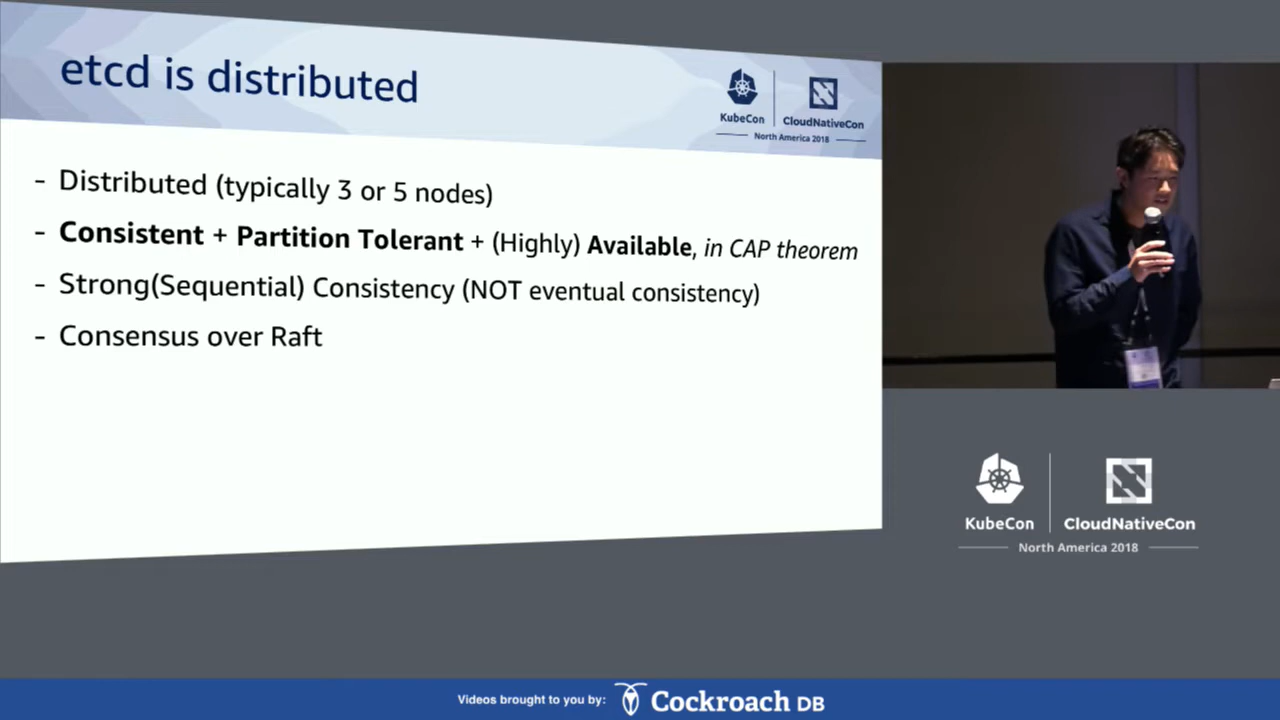 etcd is distributed
KubeCon
CloudNativeCon
North America 2018
- Distributed (typically 3 or 5 nodes)
- Consistent + Partition Tolerant + (Highly) Available, in CAP theorem
- Strong(Sequential) Consistency (NOT eventual consistency)
- Consensus over Raft
KubeCon
CloudNativeCon
North America 2018
Videos brought to you by:
Cockroach DB